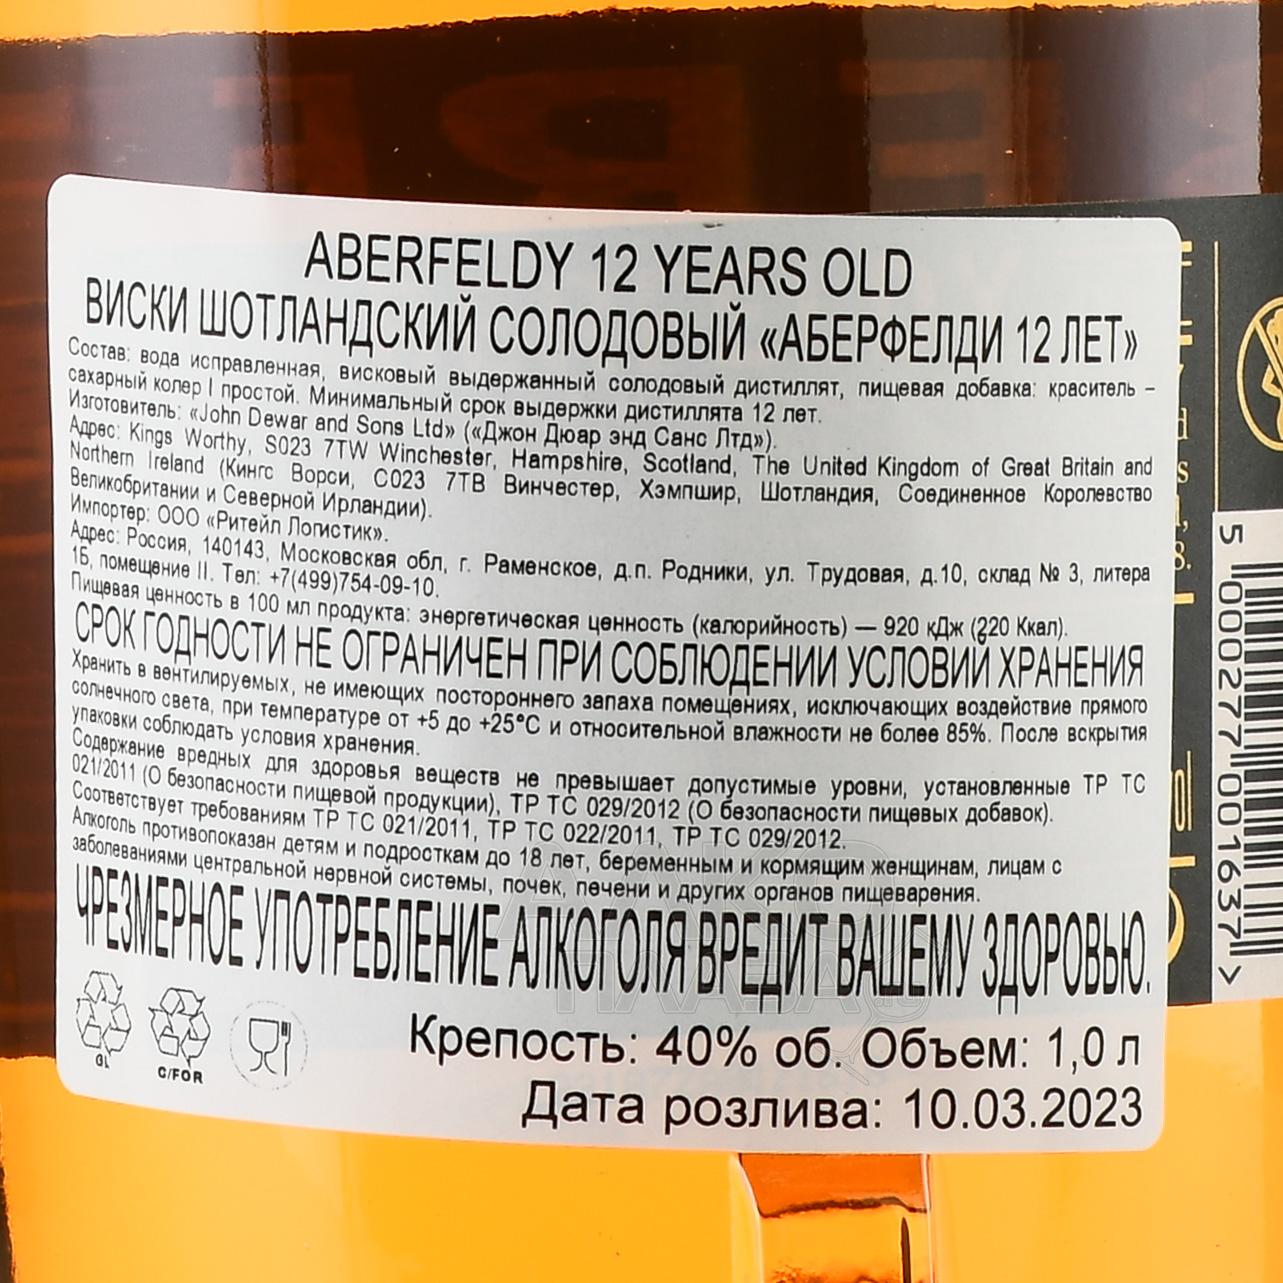 ABERFELDY 12 YEARS OLD
ВИСКИ ШОТЛАНДСКИЙ СОЛОДОВЫЙ «АБЕРФЕЛДИ 12 ЛЕТ»
Состав: вода исправленная, висковый выдержанный солодовый дистиллят, пищевая добавка: краситель –
сахарный колер I простой. Минимальный срок выдержки дистиллята 12 лет.
Изготовитель: «John Dewar and Sons Ltd» («Джон Дюар энд Санс Лтд»).
Адрес: Kings Worthy, S023 7TW Winchester, Hampshire, Scotland, The United Kingdom of Great Britain and
Northern Ireland (Кингс Ворси, С023 7ТВ Винчестер, Хэмпшир, Шотландия, Соединенное Королевство
Великобритании и Северной Ирландии).
Импортер: ООО «Ритейл Логистик».
Адрес: Россия, 140143, Московская обл, г. Раменское, д.п. Родники, ул. Трудовая, д.10, склад № 3, литера
1Б, помещение II. Тел: +7(499)754-09-10.
Пищевая ценность в 100 мл продукта: энергетическая ценность (калорийность) — 920 кДж (220 Ккал).
СРОК ГОДНОСТИ НЕ ОГРАНИЧЕН ПРИ СОБЛЮДЕНИИ УСЛОВИЙ ХРАНЕНИЯ
Хранить в вентилируемых, не имеющих постороннего запаха помещениях, исключающих воздействие прямого
солнечного света, при температуре от +5 до +25°С и относительной влажности не более 85%. После вскрытия
упаковки соблюдать условия хранения.
Содержание вредных для здоровья веществ не превышает допустимые уровни, установленные ТР ТС
021/2011 (О безопасности пищевой продукции), ТР ТС 029/2012 (О безопасности пищевых добавок).
Соответствует требованиям ТР ТС 021/2011, ТР ТС 022/2011, ТР ТС 029/2012.
Алкоголь противопоказан детям и подросткам до 18 лет, беременным и кормящим женщинам, лицам с
заболеваниями центральной нервной системы, почек, печени и других органов пищеварения.
ЧРЕЗМЕРНОЕ УПОТРЕБЛЕНИЕ АЛКОГОЛЯ ВРЕДИТ ВАШЕМУ ЗДОРОВЬЮ.
GL
C/FOR
Крепость: 40% об. Объем: 1,0 л
Дата розлива: 10.03.2023
5 000277 001637 >